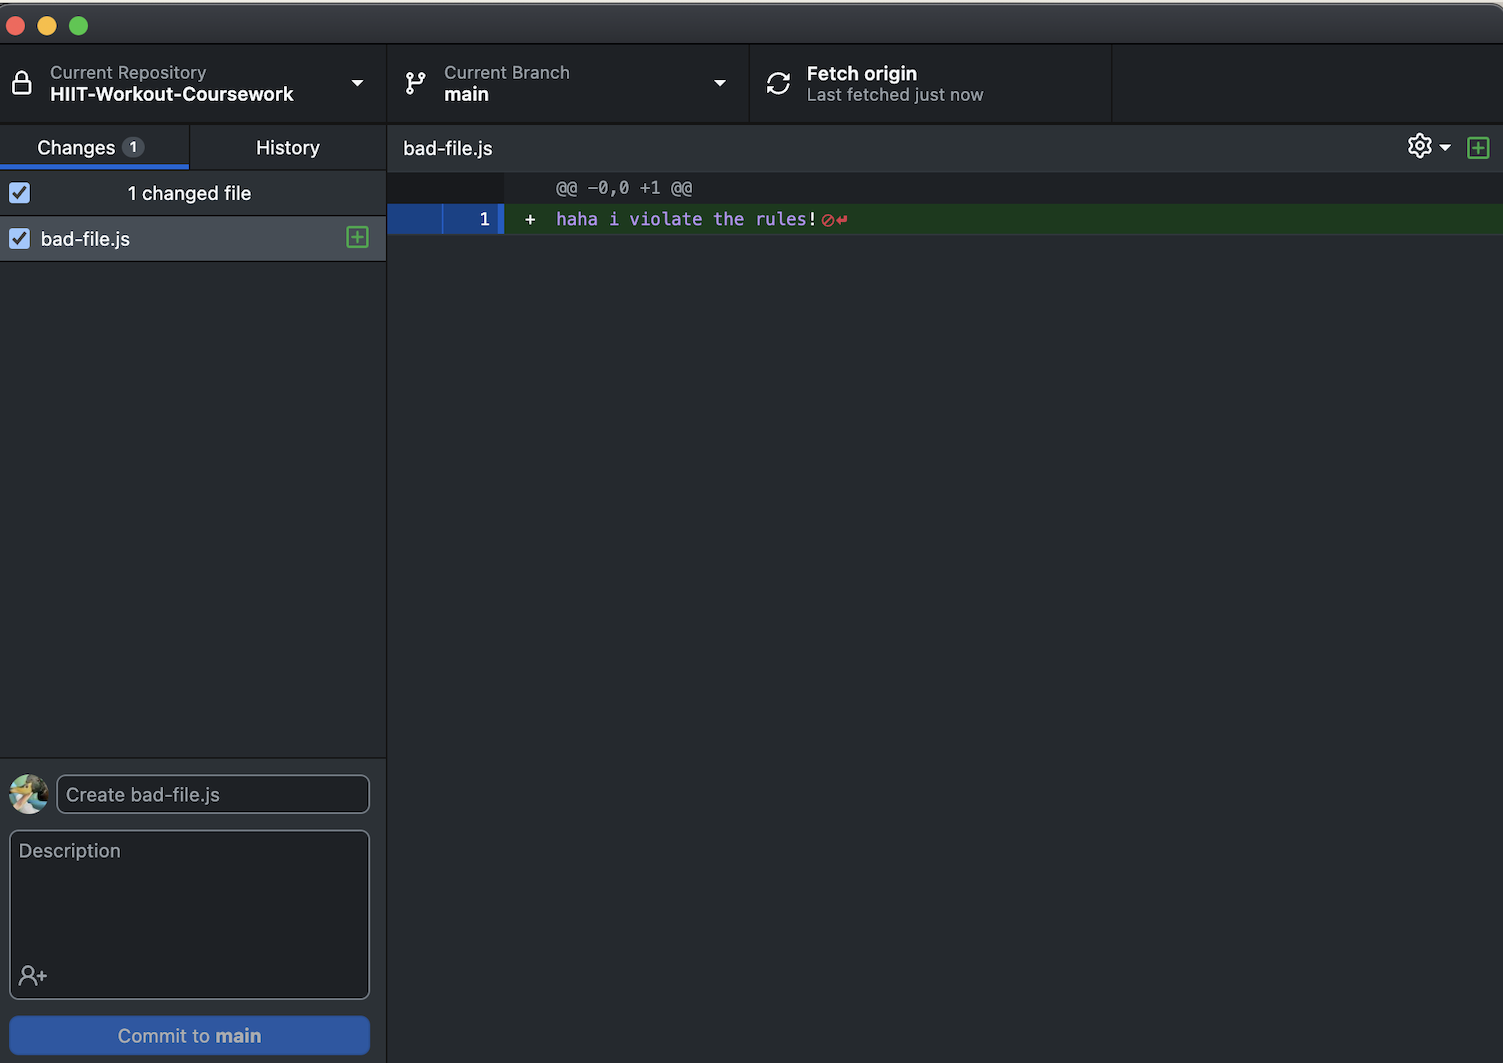 Current Repository
HIIT-Workout-Coursework
Current Branch
main
Fetch origin
Last fetched just now
Changes 1
History
1 changed file
bad-file.js
bad-file.js
@@ -0,0 +1 @@
1 + haha i violate the rules!
Create bad-file.js
Description
Commit to main